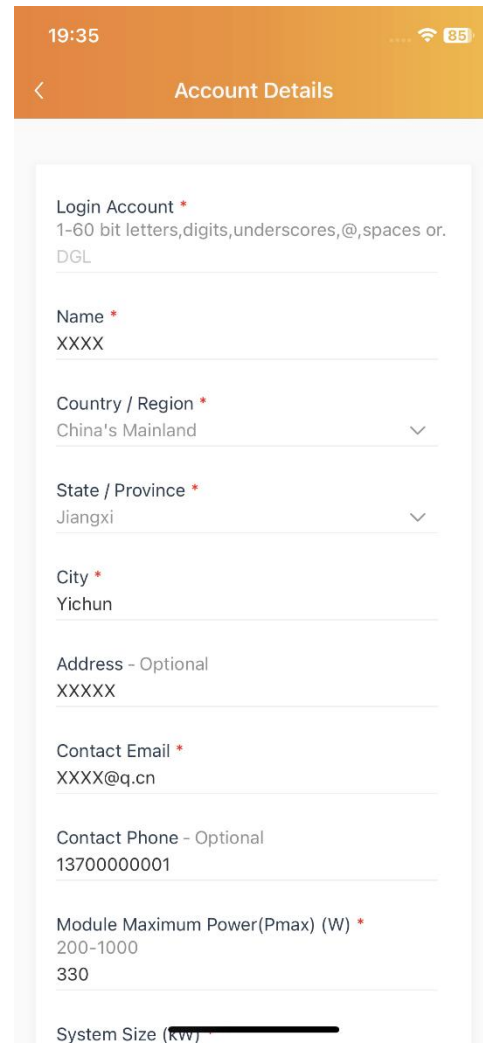 19:35
85
Account Details
Login Account *
1-60 bit letters,digits,underscores,@,spaces or.
DGL
Name *
XXXX
Country / Region *
China's Mainland
State / Province *
Jiangxi
City *
Yichun
Address - Optional
XXXXX
Contact Email *
XXXX@q.cn
Contact Phone - Optional
13700000001
Module Maximum Power(Pmax) (W) *
200-1000
330
System Size (kW) *